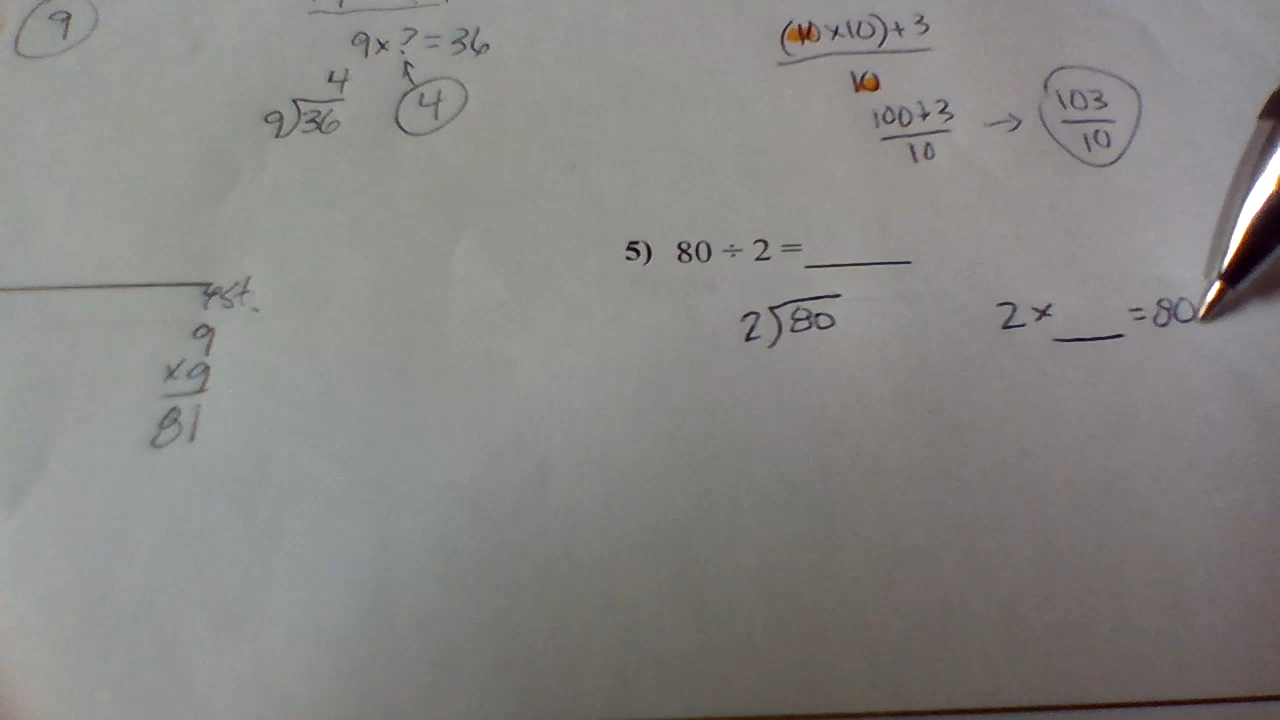 9
9 x ? = 36
4
9)36
4
(10 x 10) + 3
10
100 + 3
10
→ 103
10
5) 80 ÷ 2 = ______
2)80
2 x ___ = 80
est.
9
x 9
81